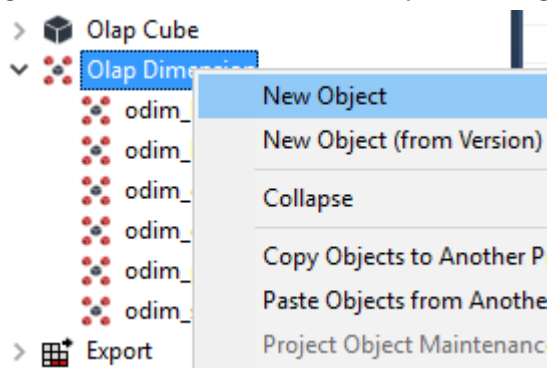 Olap Cube
Olap Dimension
New Object
odim_
New Object (from Version)
odim_
Collapse
odim_
odim_
Copy Objects to Another P
odim_
Paste Objects from Anothe
odim_
Export
Project Object Maintenanc